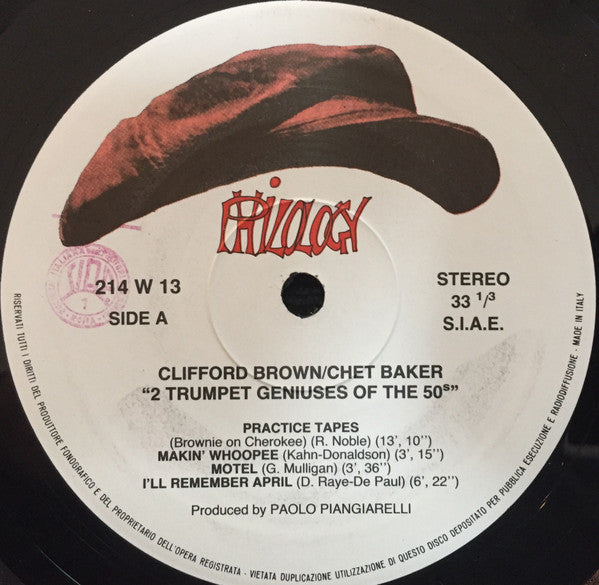 PHILOLOGY
214 W 13
SIDE A
STEREO
33 1/3
S.I.A.E.
CLIFFORD BROWN/CHET BAKER
“2 TRUMPET GENIUSES OF THE 50s”
PRACTICE TAPES
(Brownie on Cherokee) (R. Noble) (13’, 10’’)
MAKIN’ WHOOPEE (Kahn-Donaldson) (3’, 15’’)
MOTEL (G. Mulligan) (3’, 36’’)
I’LL REMEMBER APRIL (D. Raye-De Paul) (6’, 22’’)
Produced by PAOLO PIANGIARELLI
RISERVATI TUTTI I DIRITTI DEL PRODUTTORE FONOGRAFICO E DEL PROPRIETARIO DELL'OPERA REGISTRATA - VIETATA DUPLICAZIONE UTILIZZAZIONE DI QUESTO DISCO DEPOSITATO PER PUBBLICA ESECUZIONE E RADIODIFFUSIONE - MADE IN ITALY